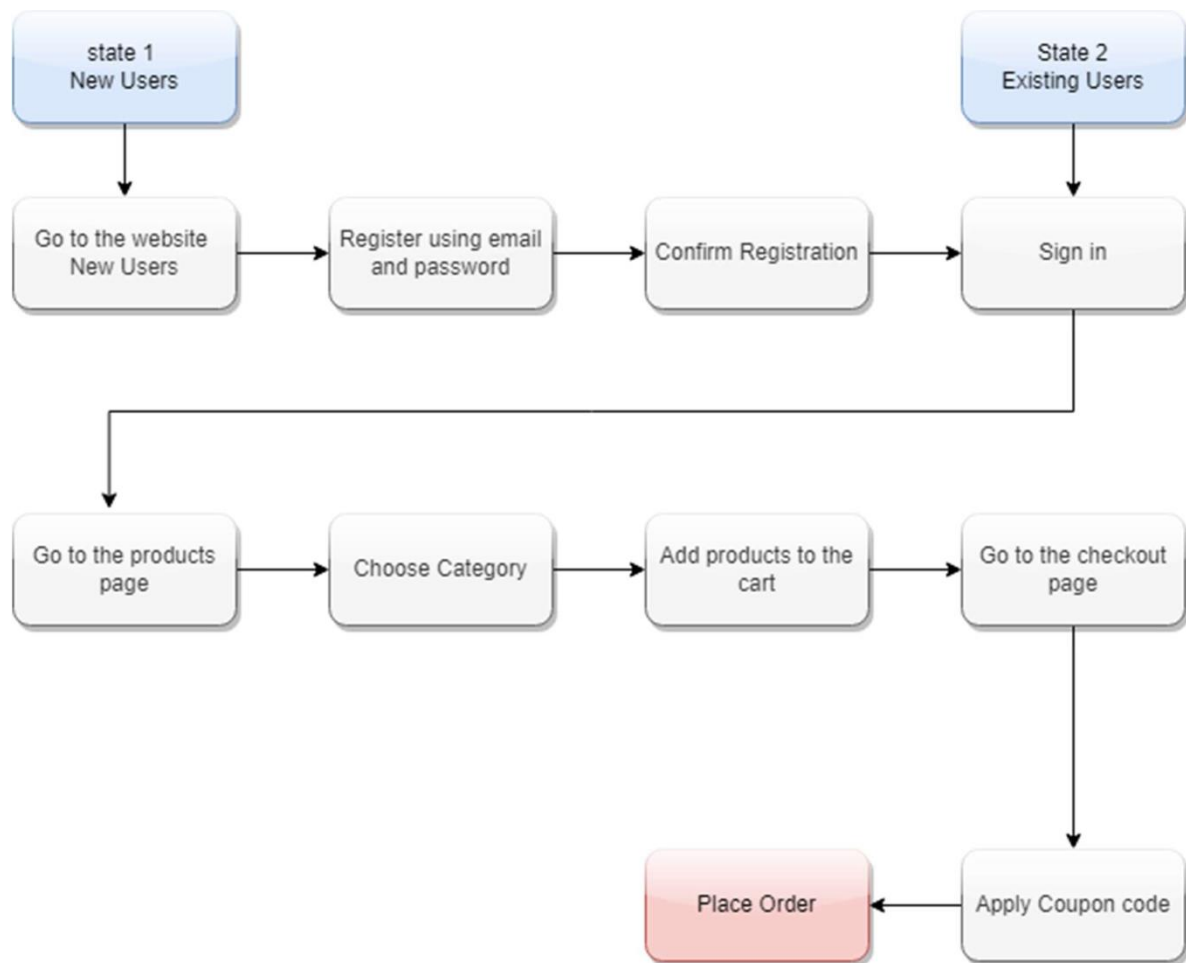 state 1
New Users
State 2
Existing Users
Go to the website
New Users
Register using email
and password
Confirm Registration
Sign in
Go to the products
page
Choose Category
Add products to the
cart
Go to the checkout
page
Place Order
Apply Coupon code